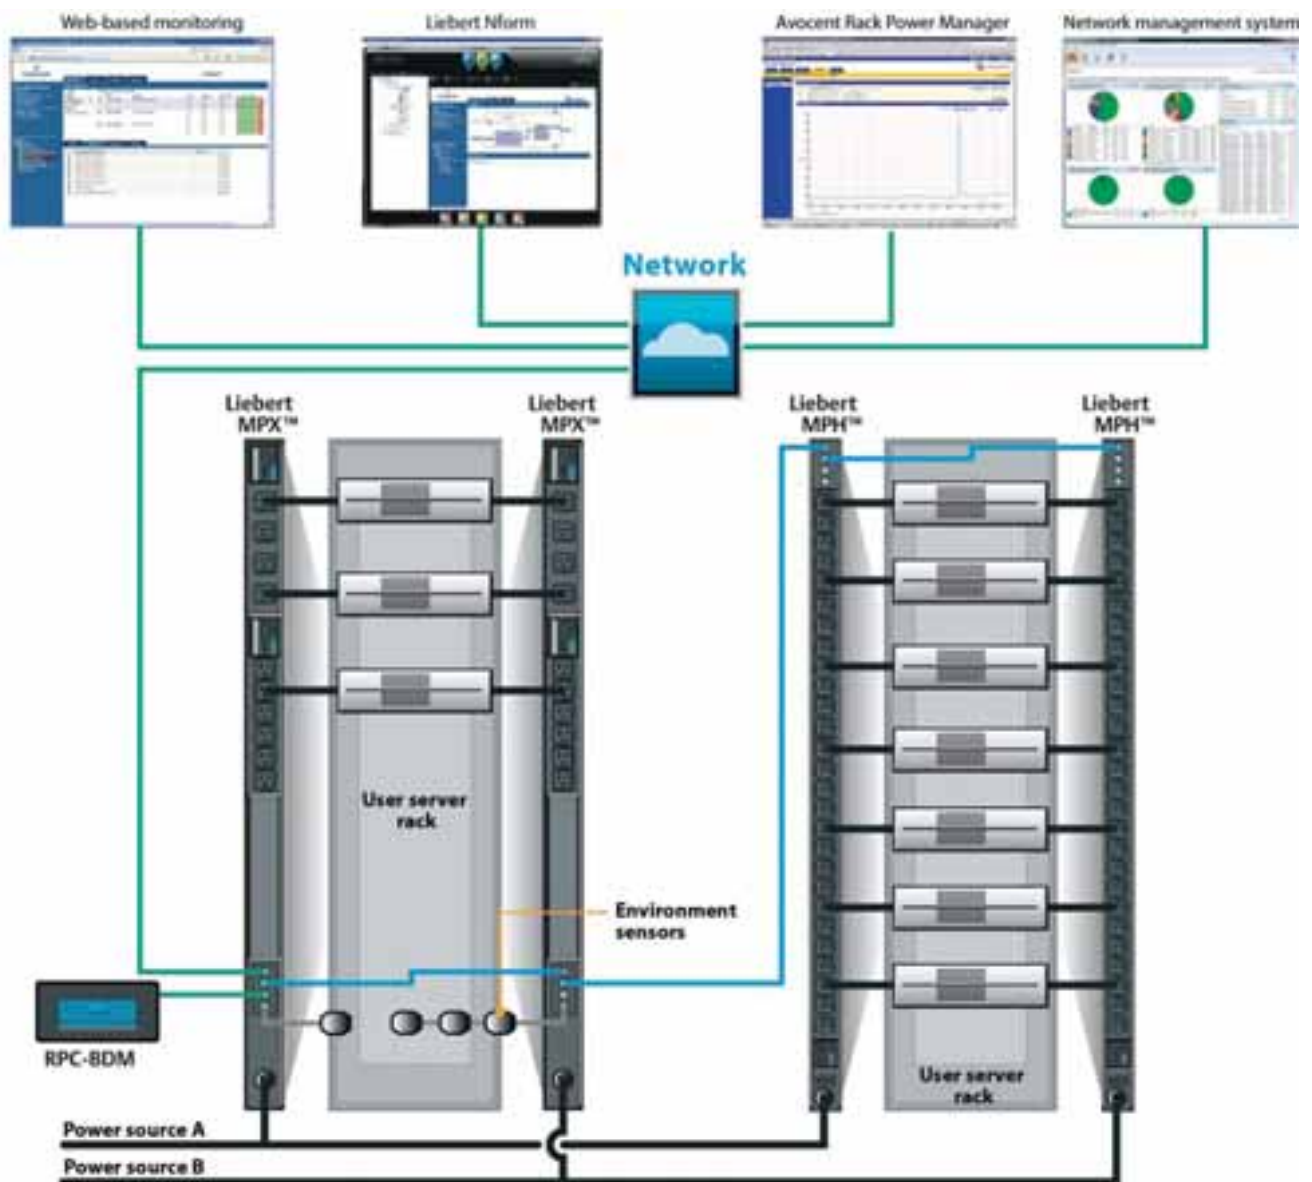 Web-based monitoring
Liebert Nform
Avocent Rack Power Manager
Network management system
Network
Liebert
MPX™
Liebert
MPX™
Liebert
MPH™
Liebert
MPH™
User server
rack
Environment
sensors
RPC-BDM
User server
rack
Power source A
Power source B